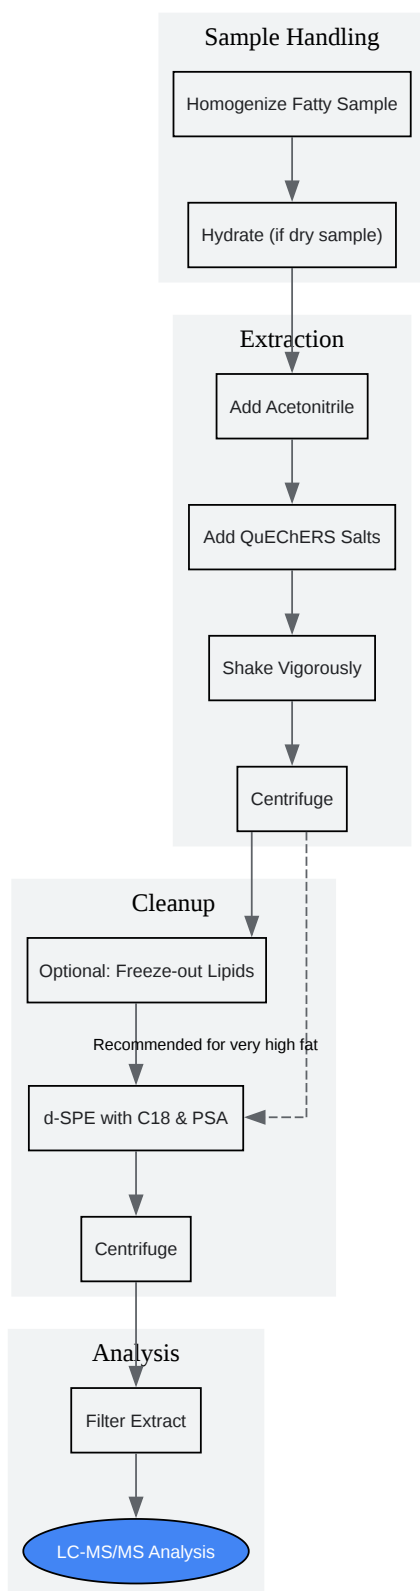 Sample Handling
Homogenize Fatty Sample
Hydrate (if dry sample)
Extraction
Add Acetonitrile
Add QuEChERS Salts
Shake Vigorously
Centrifuge
Cleanup
Optional: Freeze-out Lipids
Recommended for very high fat
d-SPE with C18 & PSA
Centrifuge
Analysis
Filter Extract
LC-MS/MS Analysis